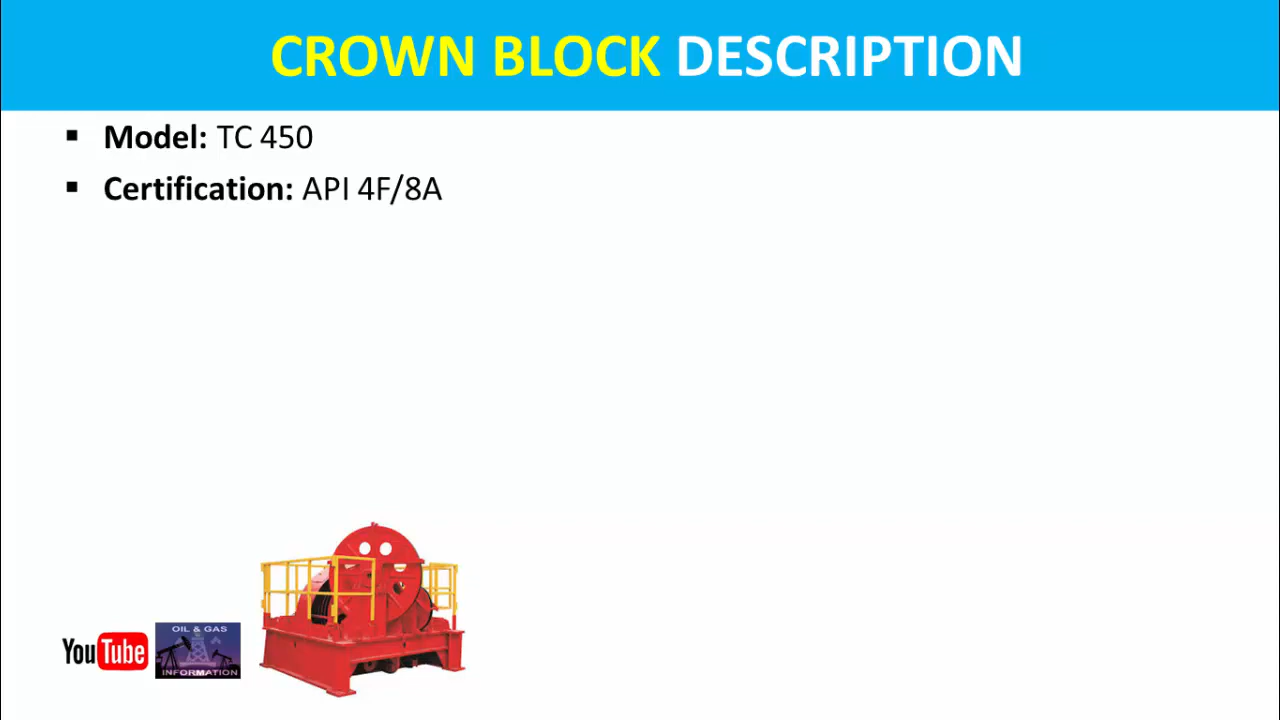 CROWN BLOCK DESCRIPTION
▪ Model: TC 450
▪ Certification: API 4F/8A
YouTube
OIL & GAS
INFORMATION